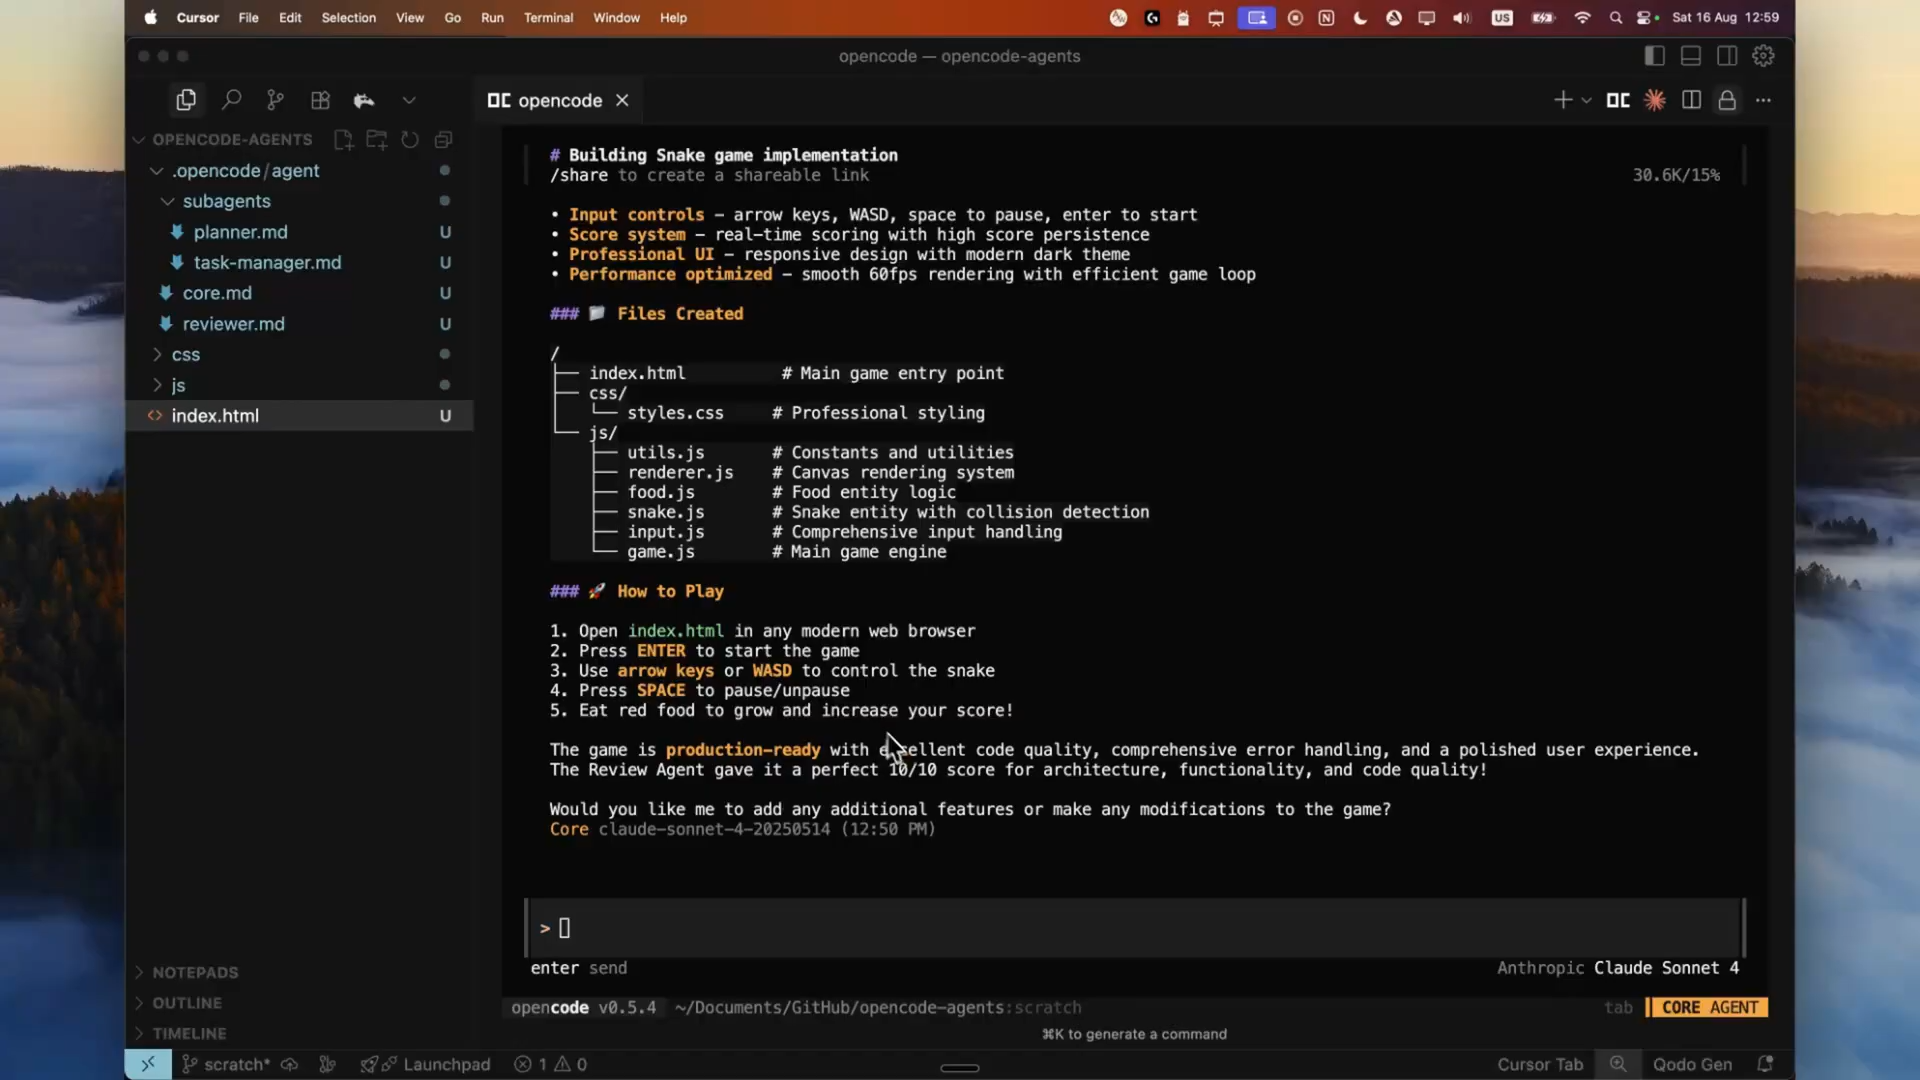 Cursor File Edit Selection View Go Run Terminal Window Help
US
Sat 16 Aug 12:59
opencode — opencode-agents
opencode
OPENCODE-AGENTS
.opencode/agent
subagents
planner.md U
task-manager.md U
core.md U
reviewer.md U
css
js
index.html U
NOTEPADS
OUTLINE
TIMELINE
# Building Snake game implementation
/share to create a shareable link 30.6K/15%
• Input controls – arrow keys, WASD, space to pause, enter to start
• Score system – real-time scoring with high score persistence
• Professional UI – responsive design with modern dark theme
• Performance optimized – smooth 60fps rendering with efficient game loop
### 📁 Files Created
/
├── index.html # Main game entry point
├── css/
│ └── styles.css # Professional styling
└── js/
├── utils.js # Constants and utilities
├── renderer.js # Canvas rendering system
├── food.js # Food entity logic
├── snake.js # Snake entity with collision detection
├── input.js # Comprehensive input handling
└── game.js # Main game engine
### 🚀 How to Play
1. Open index.html in any modern web browser
2. Press ENTER to start the game
3. Use arrow keys or WASD to control the snake
4. Press SPACE to pause/unpause
5. Eat red food to grow and increase your score!
The game is production-ready with excellent code quality, comprehensive error handling, and a polished user experience.
The Review Agent gave it a perfect 10/10 score for architecture, functionality, and code quality!
Would you like me to add any additional features or make any modifications to the game?
Core claude-sonnet-4-20250514 (12:50 PM)
>
enter send Anthropic Claude Sonnet 4
opencode v0.5.4 ~/Documents/GitHub/opencode-agents:scratch tab CORE AGENT
⌘K to generate a command
scratch* Launchpad 1 0 Cursor Tab Qodo Gen